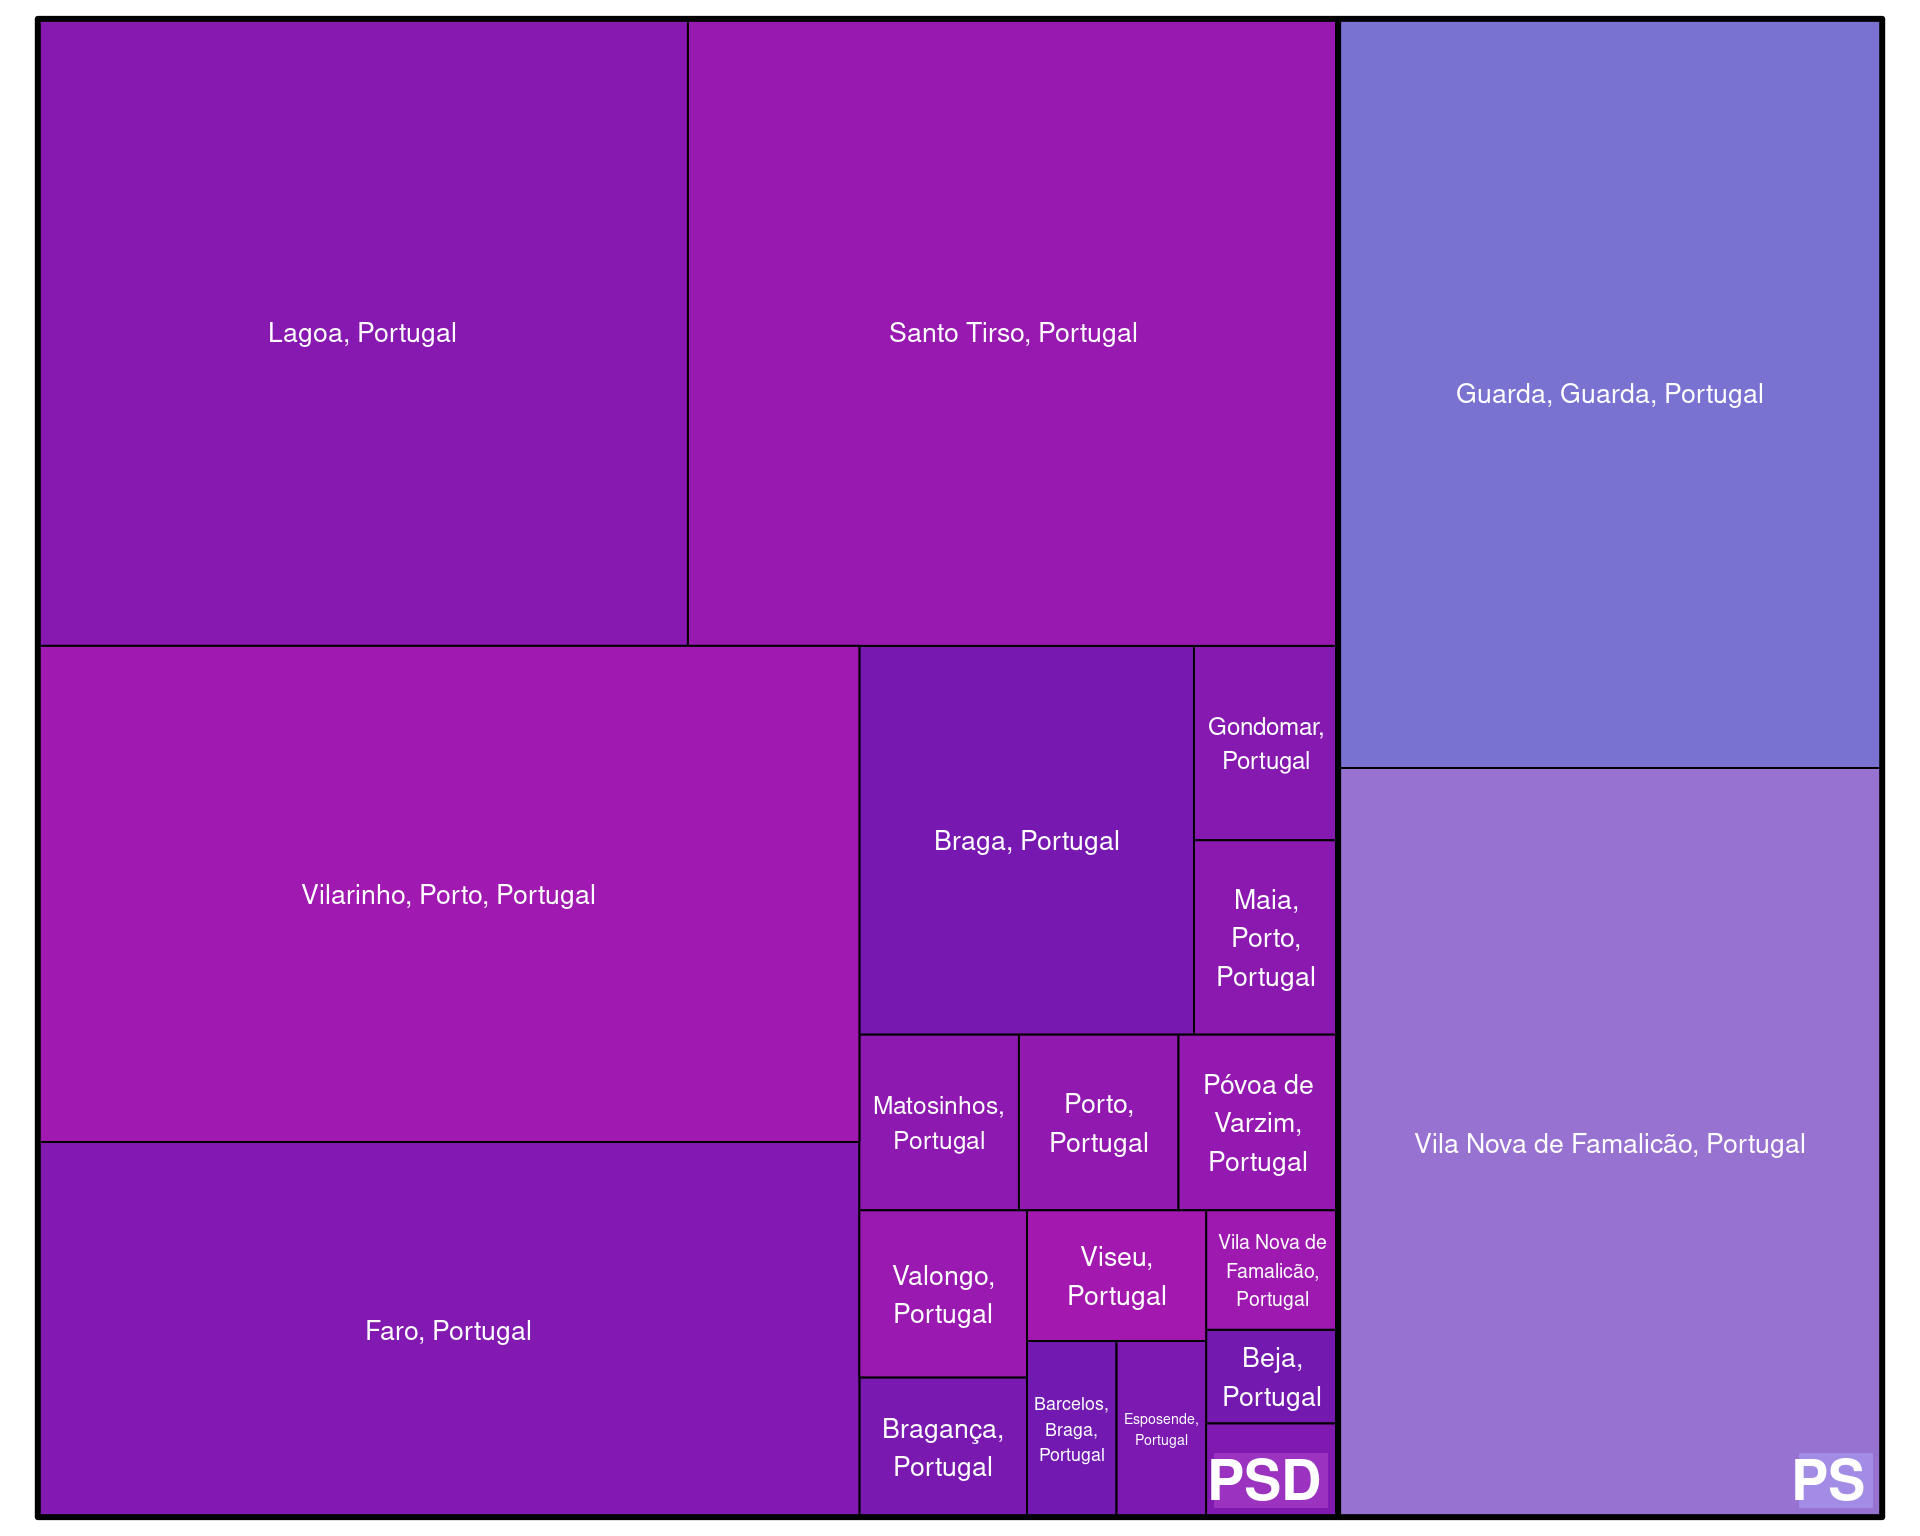 Lagoa, Portugal
Santo Tirso, Portugal
Guarda, Guarda, Portugal
Vilarinho, Porto, Portugal
Braga, Portugal
Gondomar,
Portugal
Maia,
Porto,
Portugal
Matosinhos,
Portugal
Porto,
Portugal
Póvoa de
Varzim,
Portugal
Vila Nova de Famalicão, Portugal
Faro, Portugal
Valongo,
Portugal
Viseu,
Portugal
Vila Nova de
Famalicão,
Portugal
Beja,
Portugal
Bragança,
Portugal
Barcelos,
Braga,
Portugal
Esposende,
Portugal
PSD
PS